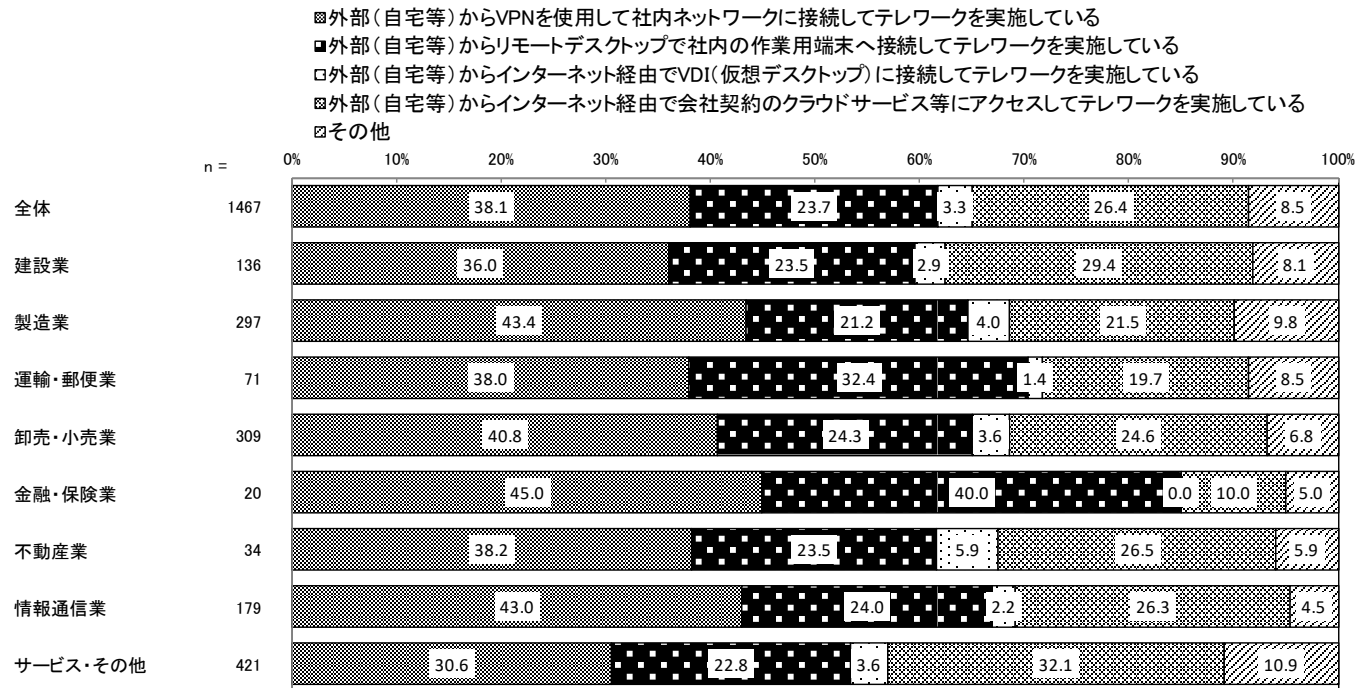 外部（自宅等）からVPNを使用して社内ネットワークに接続してテレワークを実施している
外部（自宅等）からリモートデスクトップで社内の作業用端末へ接続してテレワークを実施している
外部（自宅等）からインターネット経由でVDI（仮想デスクトップ）に接続してテレワークを実施している
外部（自宅等）からインターネット経由で会社契約のクラウドサービス等にアクセスしてテレワークを実施している
その他
n = 0% 10% 20% 30% 40% 50% 60% 70% 80% 90% 100%
全体 1467 38.1 23.7 3.3 26.4 8.5
建設業 136 36.0 23.5 2.9 29.4 8.1
製造業 297 43.4 21.2 4.0 21.5 9.8
運輸・郵便業 71 38.0 32.4 1.4 19.7 8.5
卸売・小売業 309 40.8 24.3 3.6 24.6 6.8
金融・保険業 20 45.0 40.0 0.0 10.0 5.0
不動産業 34 38.2 23.5 5.9 26.5 5.9
情報通信業 179 43.0 24.0 2.2 26.3 4.5
サービス・その他 421 30.6 22.8 3.6 32.1 10.9